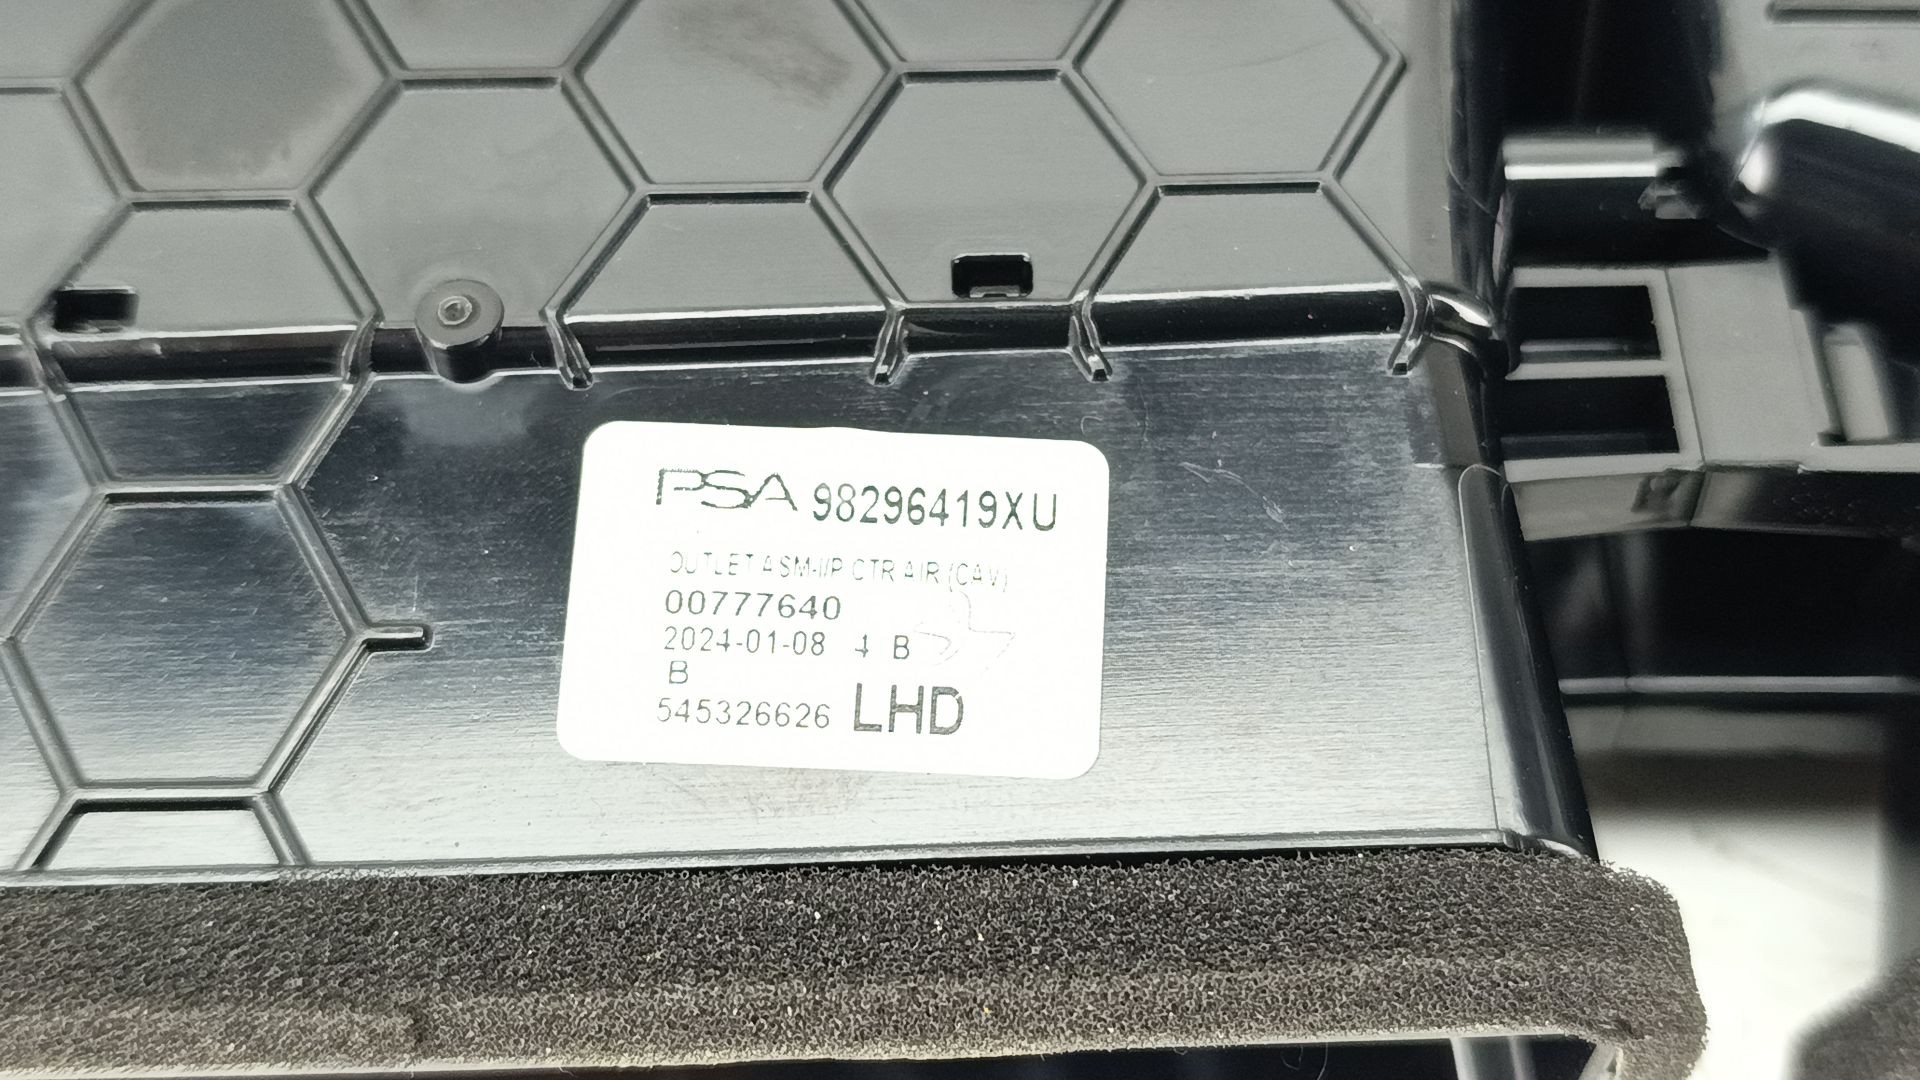 PSA 98296419XU
OUTLET ASM-I/P CTR AIR (CAV)
00777640
2024-01-08 4 B
B
545326626 LHD